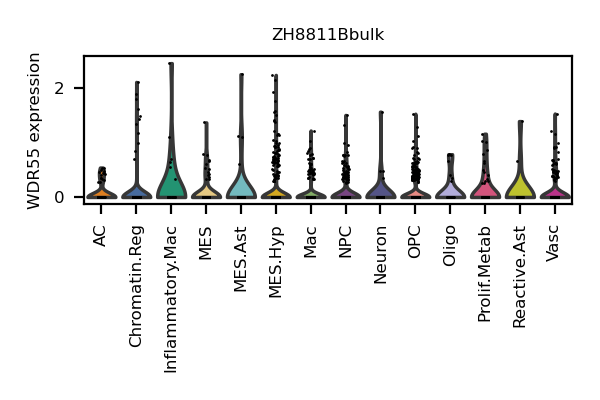 ZH8811Bbulk
WDR55 expression
2
0
AC
Chromatin.Reg
Inflammatory.Mac
MES
MES.Ast
MES.Hyp
Mac
NPC
Neuron
OPC
Oligo
Prolif.Metab
Reactive.Ast
Vasc